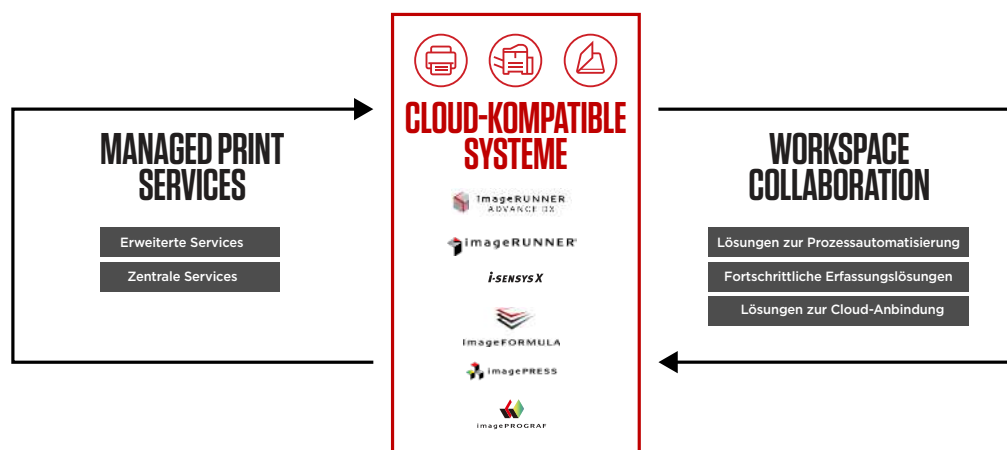 MANAGED PRINT
SERVICES
Erweiterte Services
Zentrale Services
CLOUD-KOMPATIBLE
SYSTEME
imageRUNNER
ADVANCE DX
imageRUNNER
i-SENSYS X
imageFORMULA
imagePRESS
imagePROGRAF
WORKSPACE
COLLABORATION
Lösungen zur Prozessautomatisierung
Fortschrittliche Erfassungslösungen
Lösungen zur Cloud-Anbindung